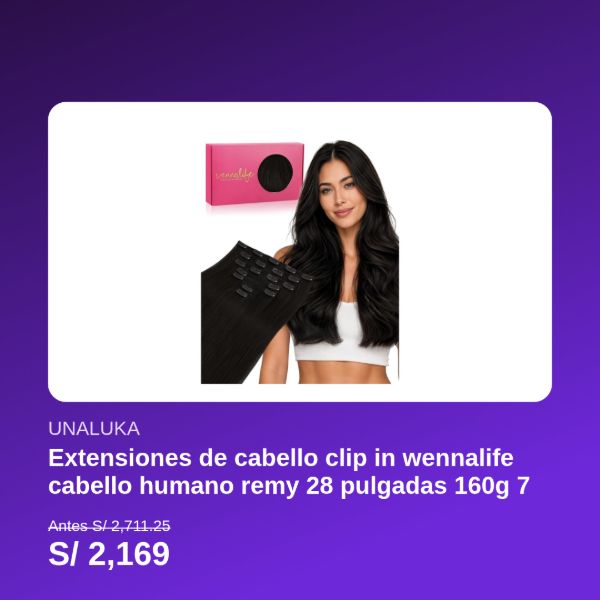 wennalife
UNALUKA
Extensiones de cabello clip in wennalife
cabello humano remy 28 pulgadas 160g 7
Antes S/ 2,711.25
S/ 2,169